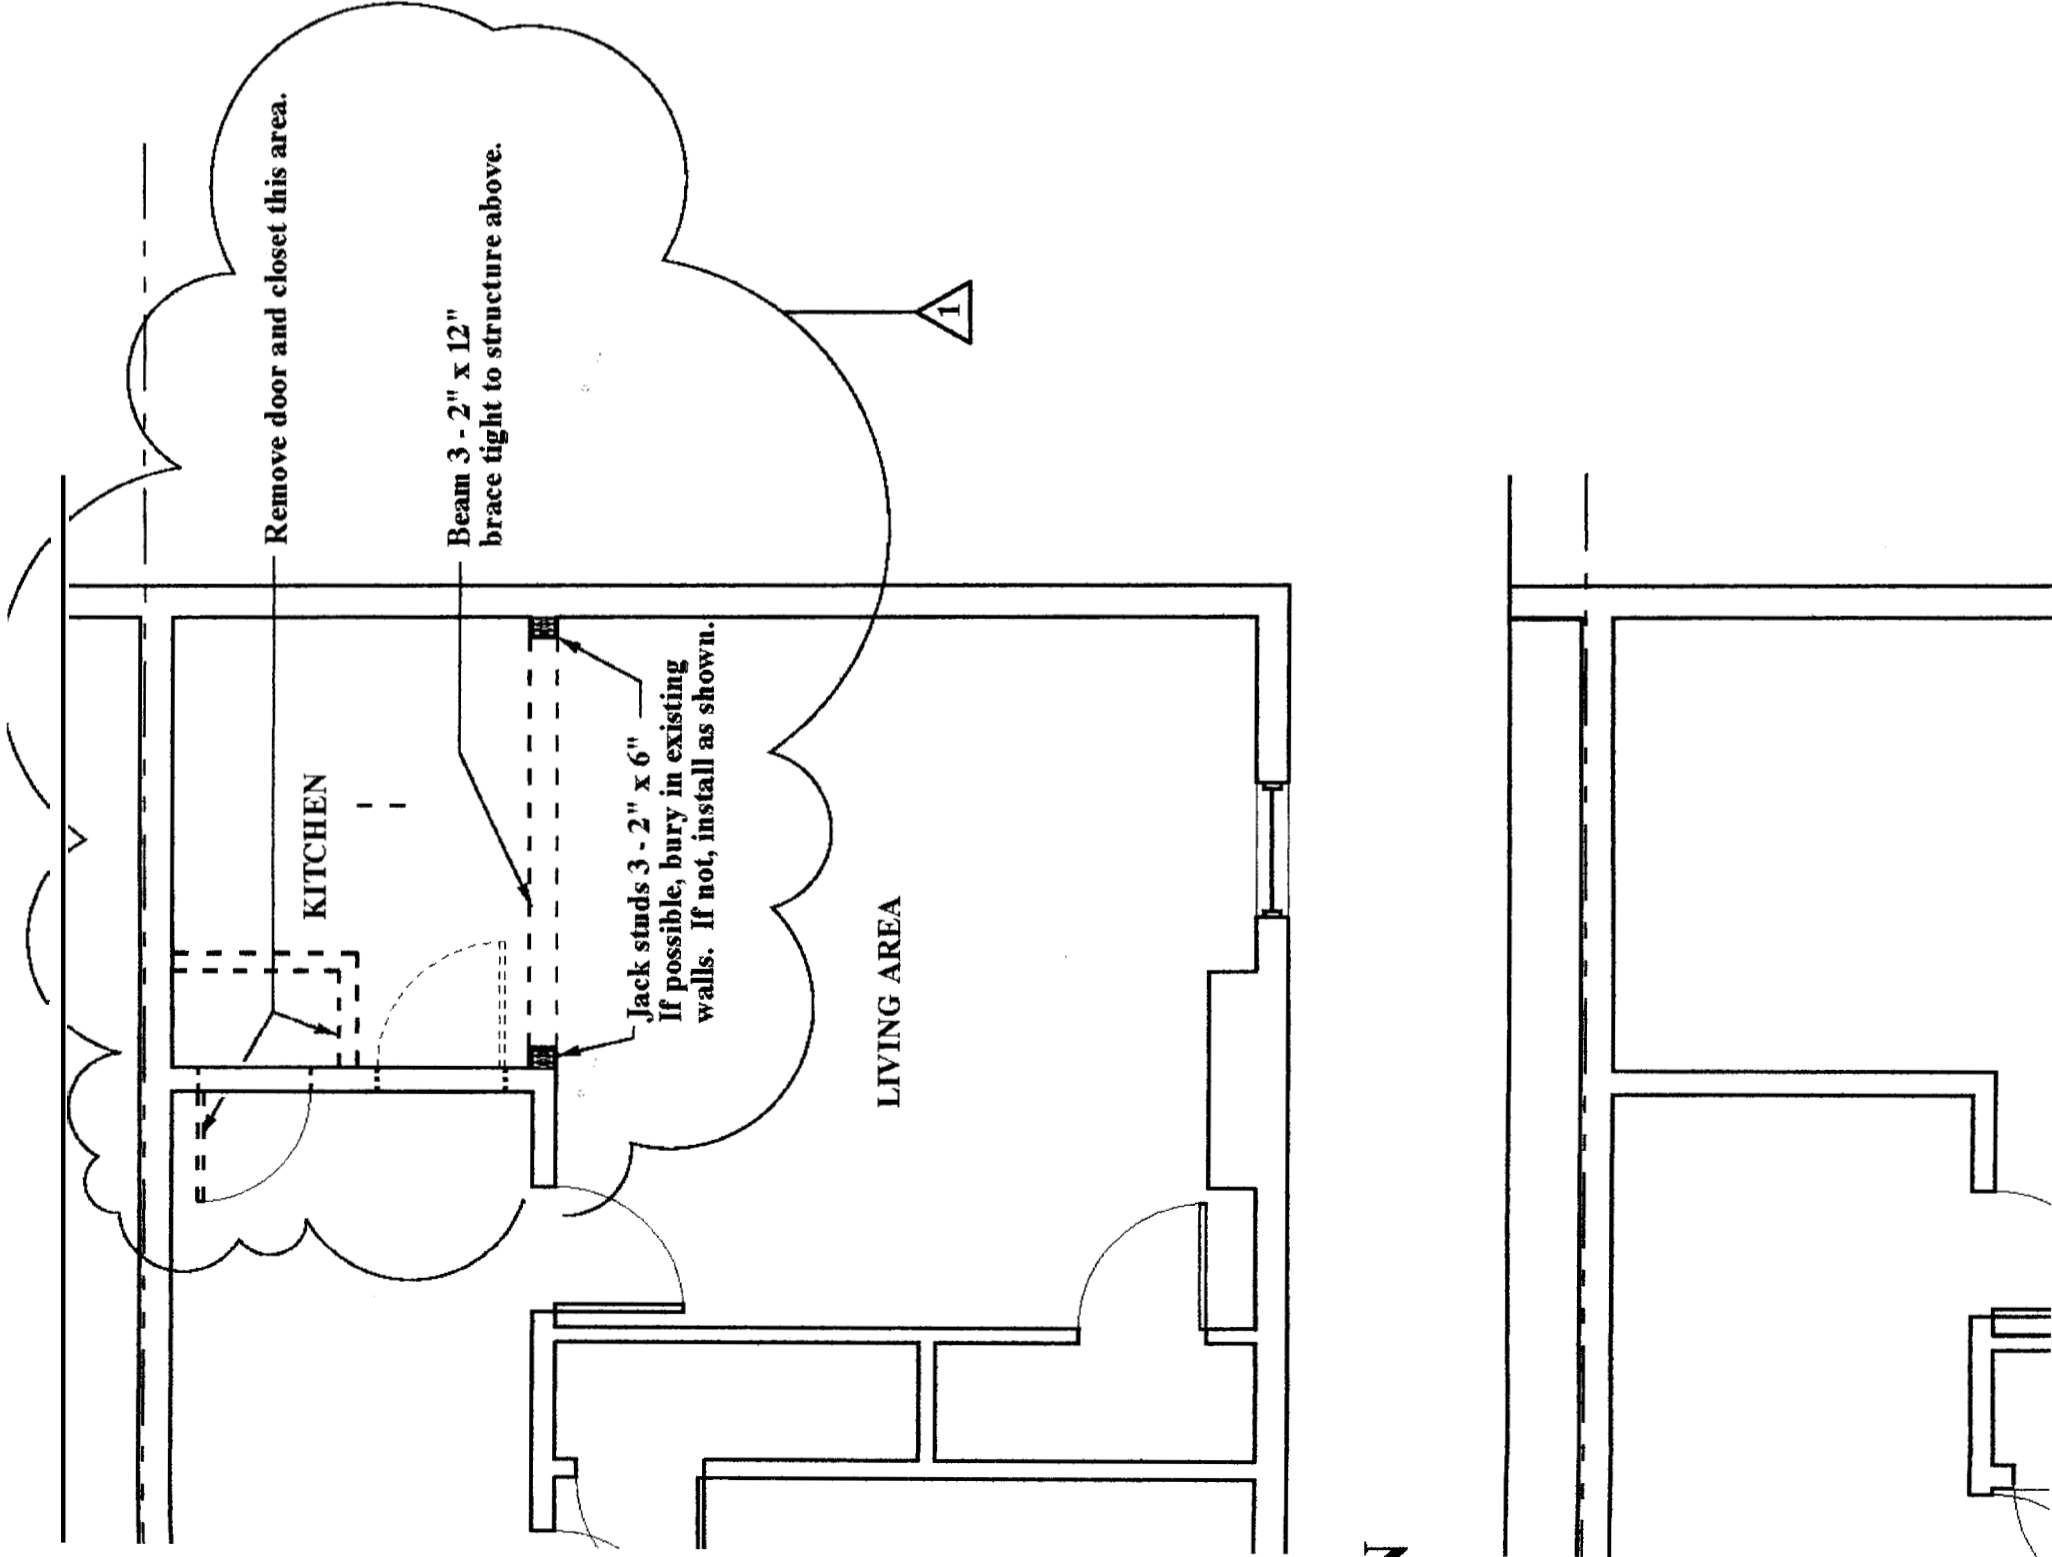 Remove door and closet this area.
Beam 3 - 2" x 12"
brace tight to structure above.
KITCHEN
Jack studs 3 - 2" x 6"
If possible, bury in existing
walls. If not, install as shown.
LIVING AREA
1
N